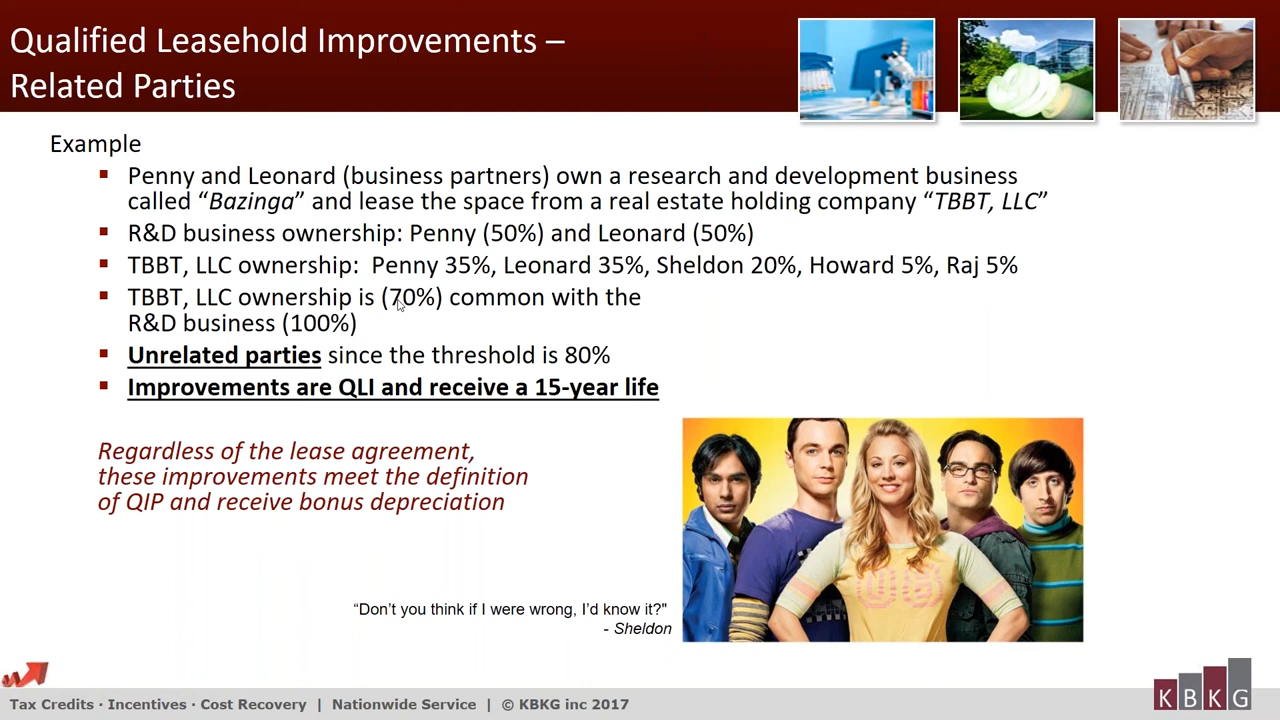 Qualified Leasehold Improvements –
Related Parties
Example
Penny and Leonard (business partners) own a research and development business
called “Bazinga” and lease the space from a real estate holding company “TBBT, LLC”
R&D business ownership: Penny (50%) and Leonard (50%)
TBBT, LLC ownership:  Penny 35%, Leonard 35%, Sheldon 20%, Howard 5%, Raj 5%
TBBT, LLC ownership is (70%) common with the
R&D business (100%)
Unrelated parties since the threshold is 80%
Improvements are QLI and receive a 15-year life
Regardless of the lease agreement,
these improvements meet the definition
of QIP and receive bonus depreciation
“Don’t you think if I were wrong, I’d know it?"
- Sheldon
Tax Credits · Incentives · Cost Recovery | Nationwide Service | © KBKG inc 2017
KBKG